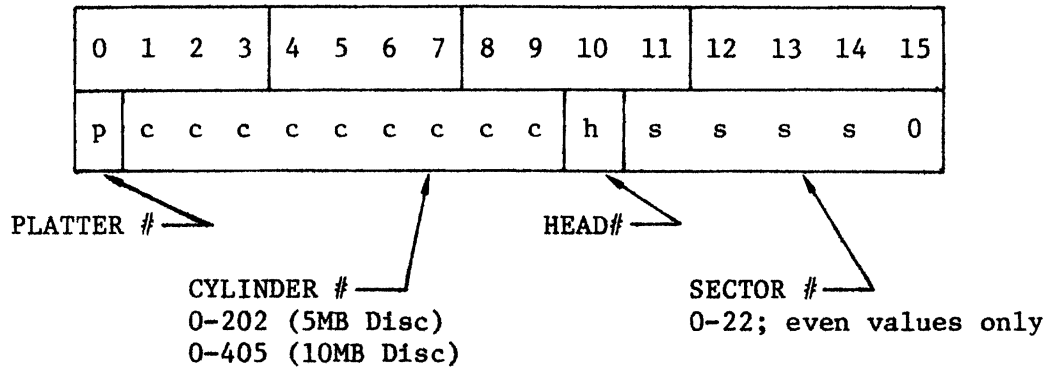 0 1 2 3 4 5 6 7 8 9 10 11 12 13 14 15
p c c c c c c c c c h s s s s 0
PLATTER # HEAD#
CYLINDER # SECTOR #
0-202 (5MB Disc) 0-22; even values only
0-405 (10MB Disc)